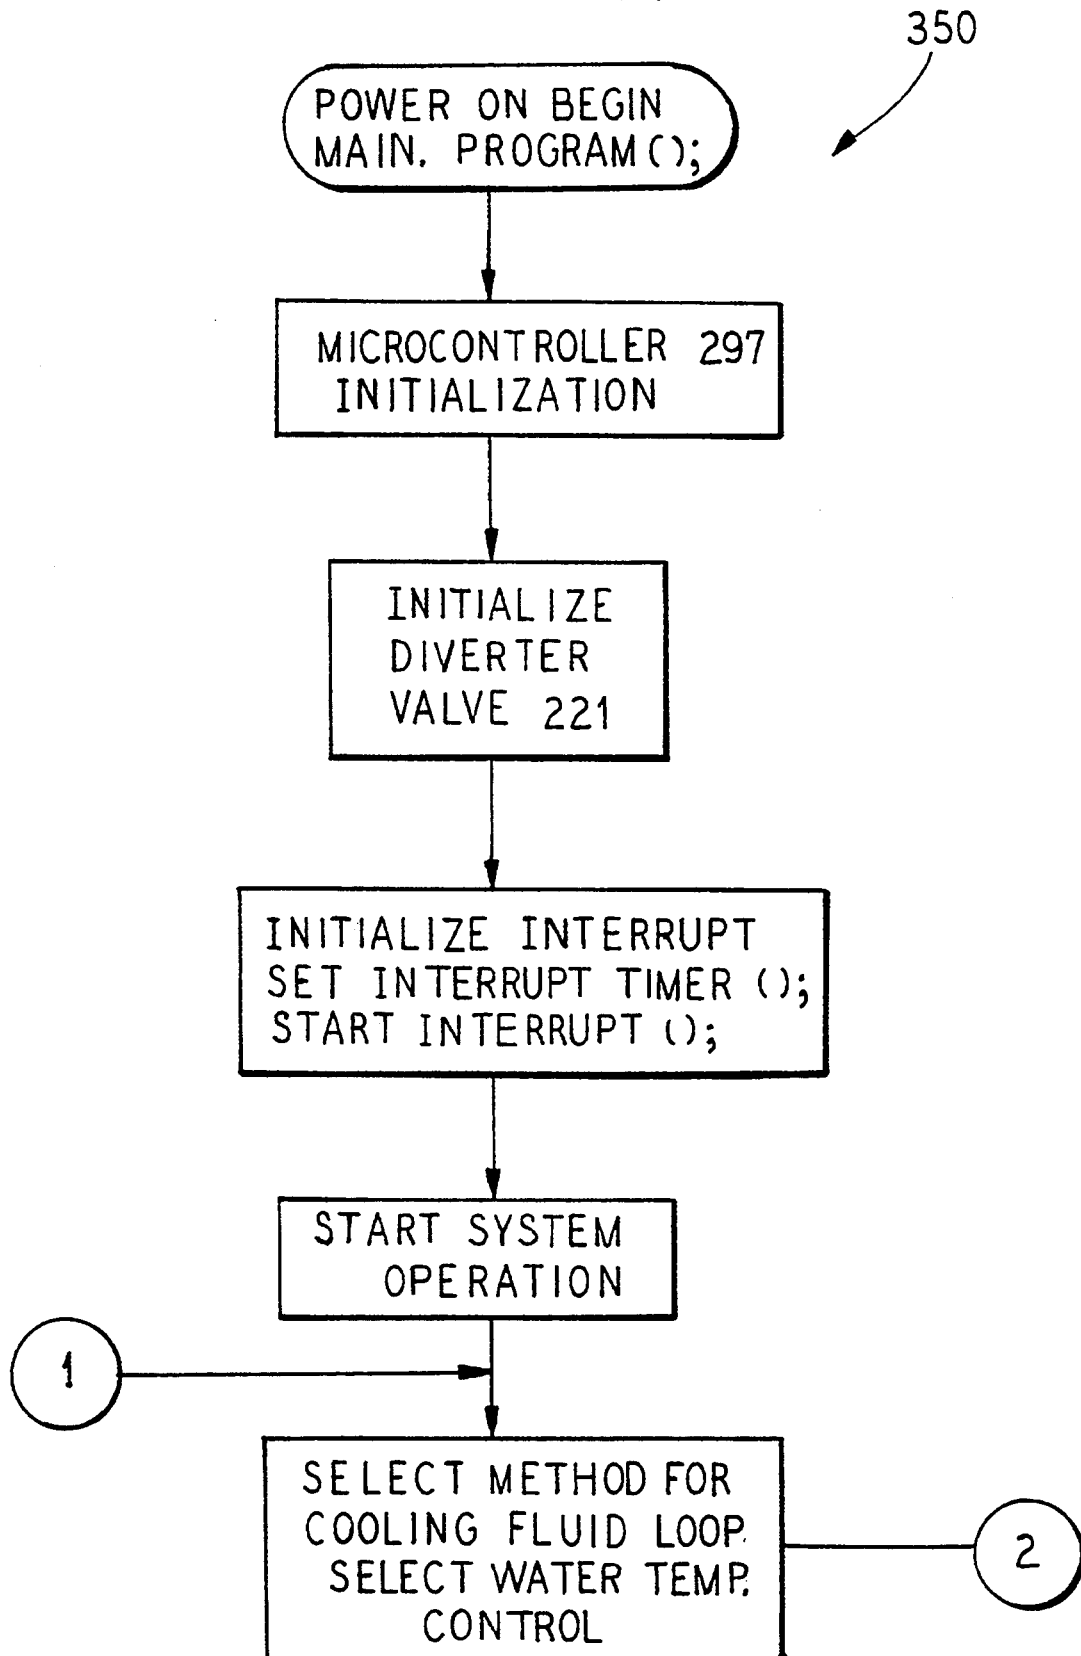 350
POWER ON BEGIN
MAIN. PROGRAM();
MICROCONTROLLER 297
INITIALIZATION
INITIALIZE
DIVERTER
VALVE 221
INITIALIZE INTERRUPT
SET INTERRUPT TIMER ();
START INTERRUPT ();
START SYSTEM
OPERATION
1
SELECT METHOD FOR
COOLING FLUID LOOP.
SELECT WATER TEMP.
CONTROL
2